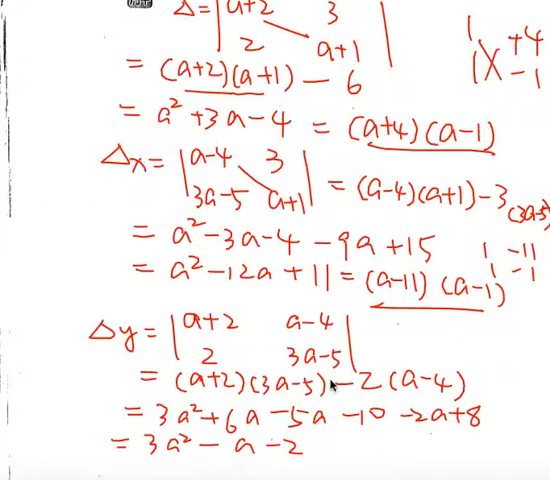 Δ = | a+2 3 |
| 2 a+1 |
1 +4
1 -1
= (a+2)(a+1) - 6
= a² + 3a - 4 = (a+4)(a-1)
Δx = | a-4 3 |
| 3a-5 a+1 | = (a-4)(a+1) - 3(3a-5)
= a² - 3a - 4 - 9a + 15
1 -11
1 -1
= a² - 12a + 11 = (a-11)(a-1)
Δy = | a+2 a-4 |
| 2 3a-5 |
= (a+2)(3a-5) - 2(a-4)
= 3a² + 6a - 5a - 10 - 2a + 8
= 3a² - a - 2